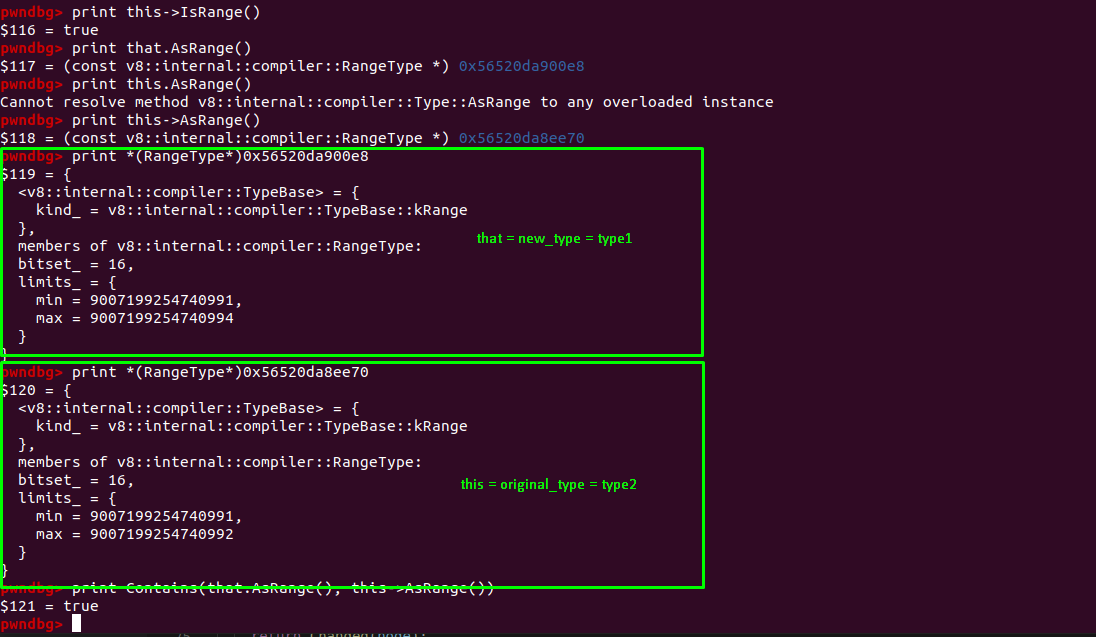 pwndbg> print this->IsRange()
$116 = true
pwndbg> print that.AsRange()
$117 = (const v8::internal::compiler::RangeType *) 0x56520da900e8
pwndbg> print this.AsRange()
Cannot resolve method v8::internal::compiler::Type::AsRange to any overloaded instance
pwndbg> print this->AsRange()
$118 = (const v8::internal::compiler::RangeType *) 0x56520da8ee70
pwndbg> print *(RangeType*)0x56520da900e8
$119 = {
<v8::internal::compiler::TypeBase> = {
kind_ = v8::internal::compiler::TypeBase::kRange
},
members of v8::internal::compiler::RangeType:
that = new_type = type1
bitset_ = 16,
limits_ = {
min = 9007199254740991,
max = 9007199254740994
}
}
pwndbg> print *(RangeType*)0x56520da8ee70
$120 = {
<v8::internal::compiler::TypeBase> = {
kind_ = v8::internal::compiler::TypeBase::kRange
},
members of v8::internal::compiler::RangeType:
bitset_ = 16,
this = original_type = type2
limits_ = {
min = 9007199254740991,
max = 9007199254740992
}
}
pwndbg> print Contains(that.AsRange(), this->AsRange())
$121 = true
pwndbg>
return Changed(node);